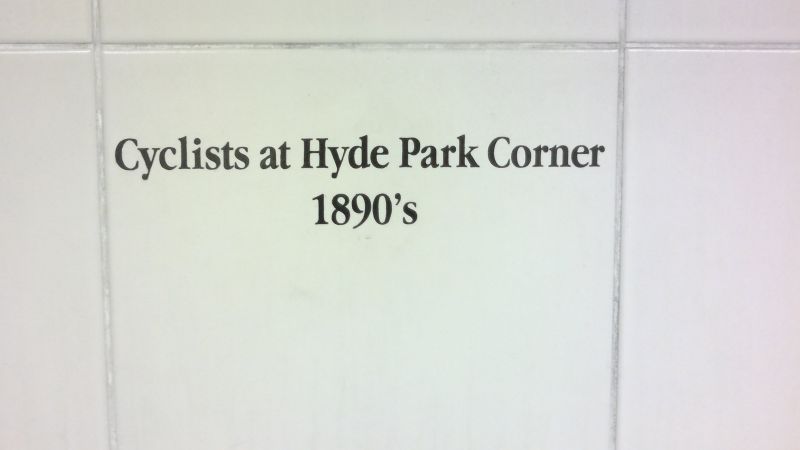 Cyclists at Hyde Park Corner
1890's